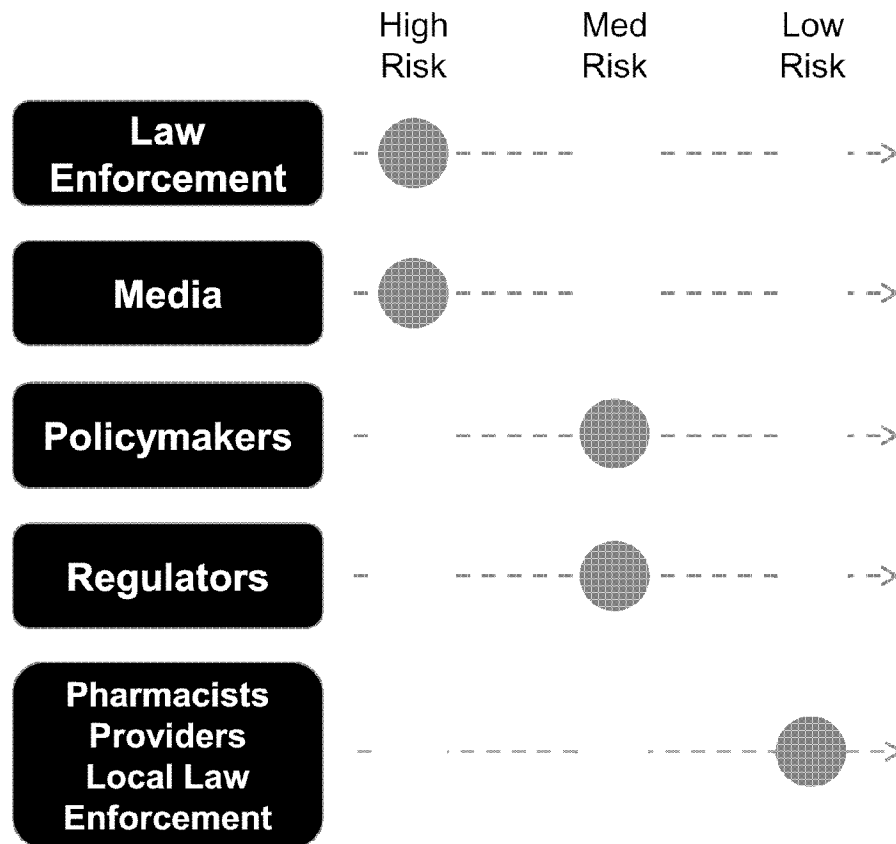 High Med Low
Risk Risk Risk
Law
Enforcement
Media
Policymakers
Regulators
Pharmacists
Providers
Local Law
Enforcement